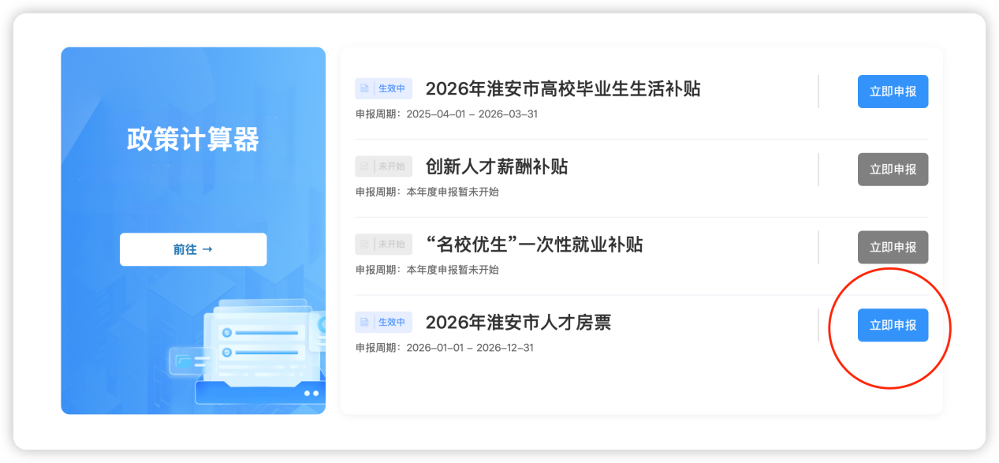 政策计算器
前往 →
生效中 2026年淮安市高校毕业生生活补贴
申报周期：2025-04-01 - 2026-03-31
立即申报
未开始 创新人才薪酬补贴
申报周期：本年度申报暂未开始
立即申报
未开始 “名校优生”一次性就业补贴
申报周期：本年度申报暂未开始
立即申报
生效中 2026年淮安市人才房票
申报周期：2026-01-01 - 2026-12-31
立即申报